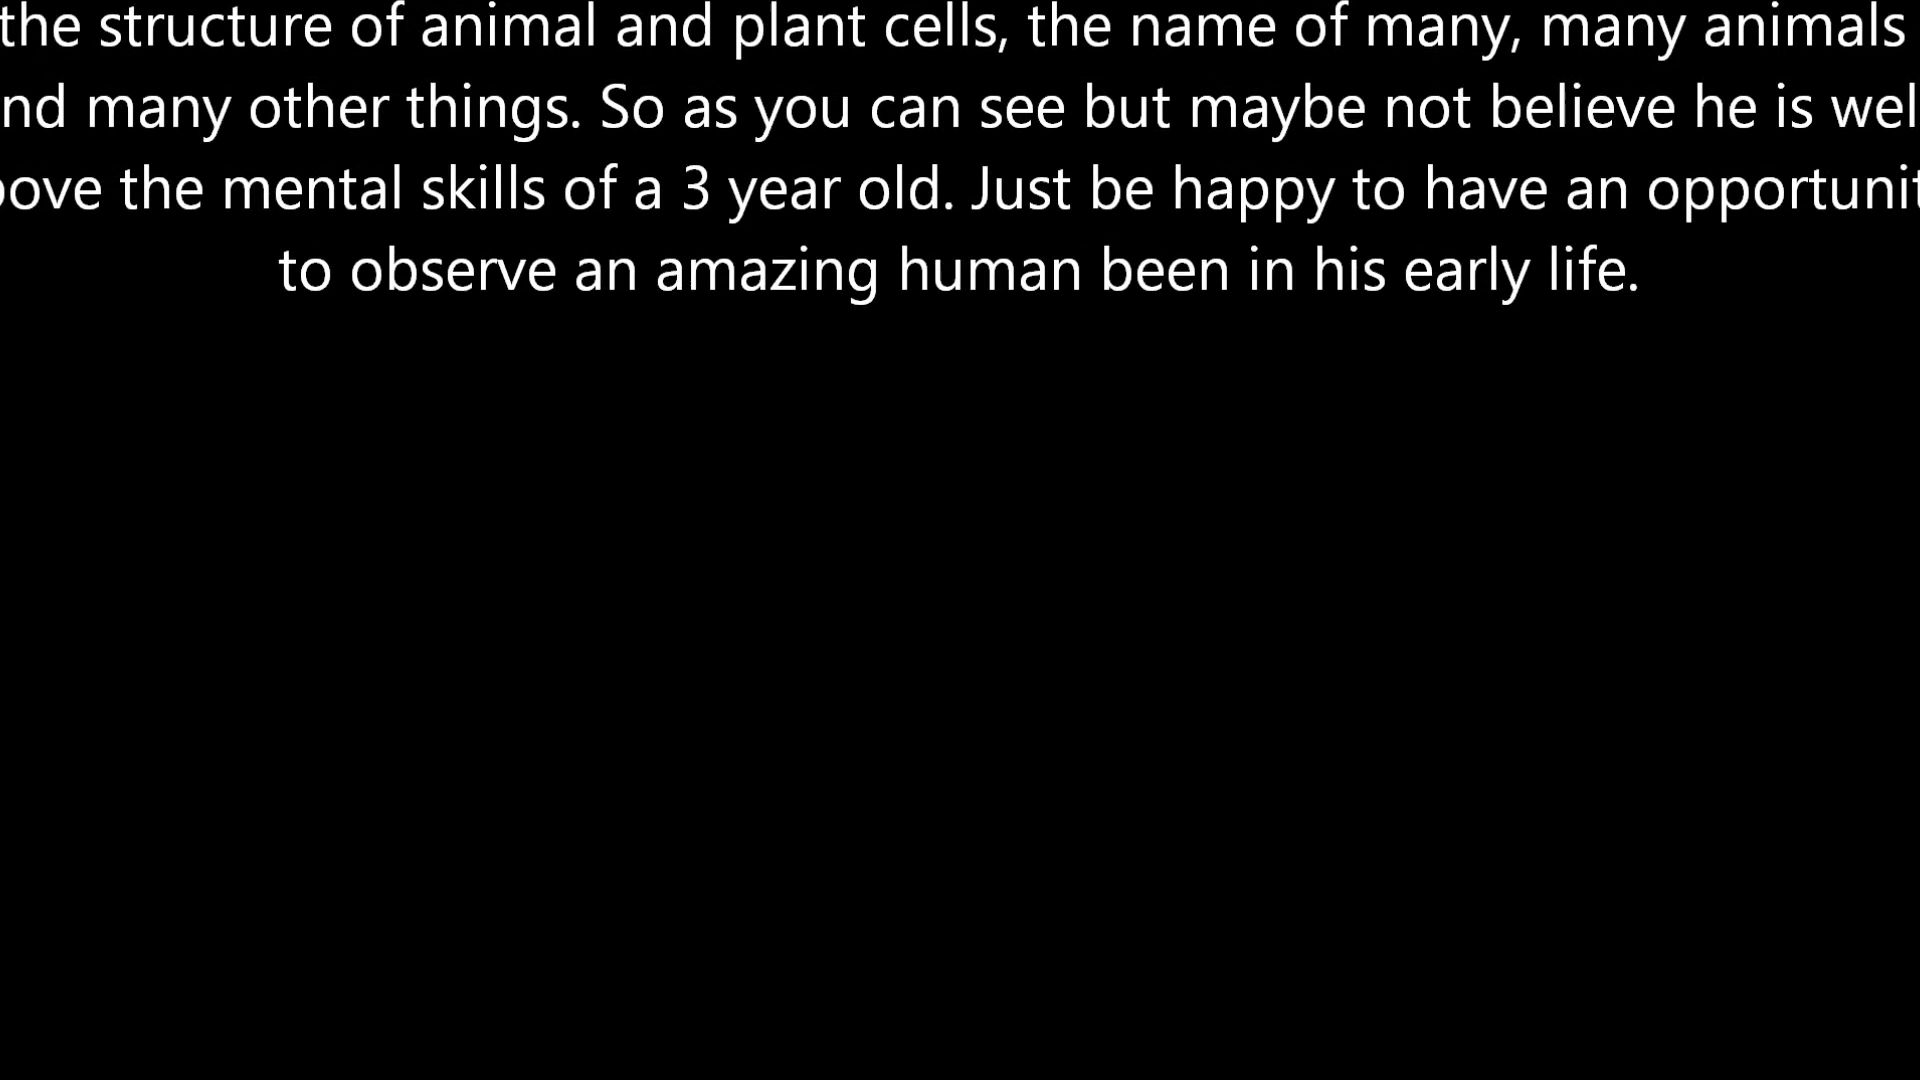 the structure of animal and plant cells, the name of many, many animals
nd many other things. So as you can see but maybe not believe he is wel
ove the mental skills of a 3 year old. Just be happy to have an opportunit
to observe an amazing human been in his early life.